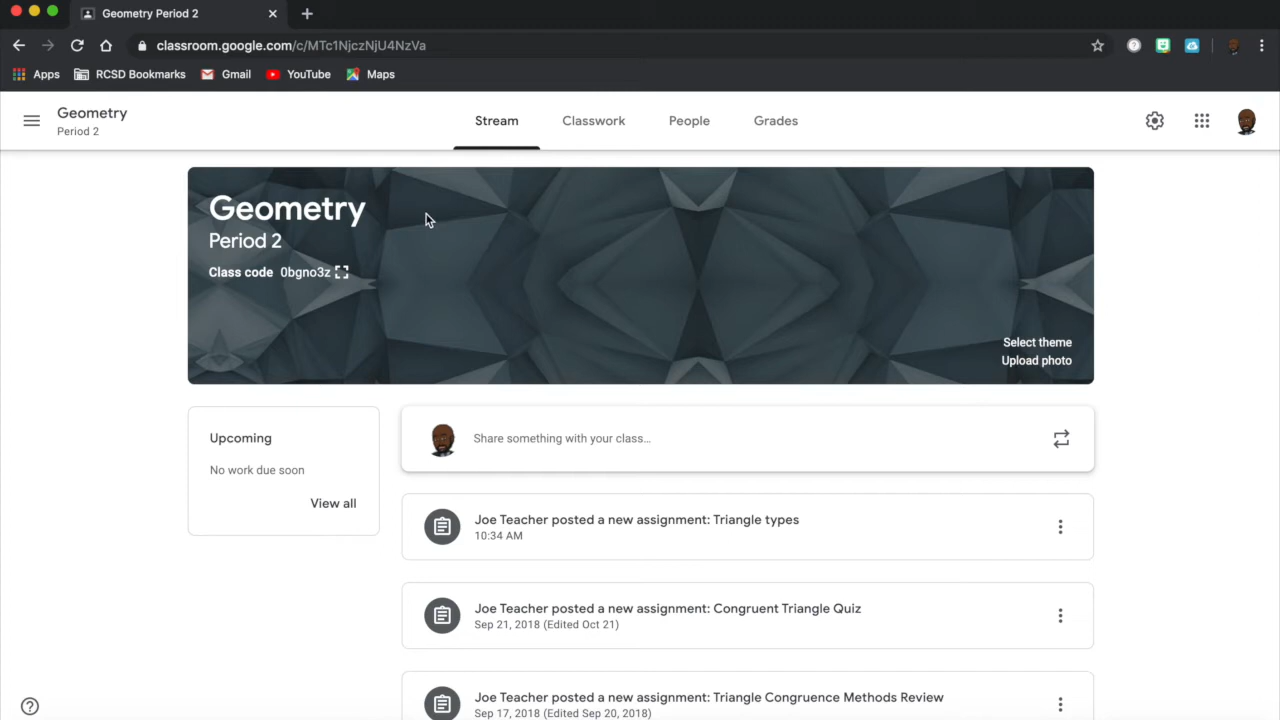 Geometry Period 2
classroom.google.com/c/MTc1NjczNjU4NzVa
Apps RCSD Bookmarks Gmail YouTube Maps
Geometry
Period 2
Stream Classwork People Grades
Geometry
Period 2
Class code 0bgno3z
Select theme
Upload photo
Upcoming
No work due soon
View all
Share something with your class...
Joe Teacher posted a new assignment: Triangle types
10:34 AM
Joe Teacher posted a new assignment: Congruent Triangle Quiz
Sep 21, 2018 (Edited Oct 21)
Joe Teacher posted a new assignment: Triangle Congruence Methods Review
Sep 17, 2018 (Edited Sep 20, 2018)